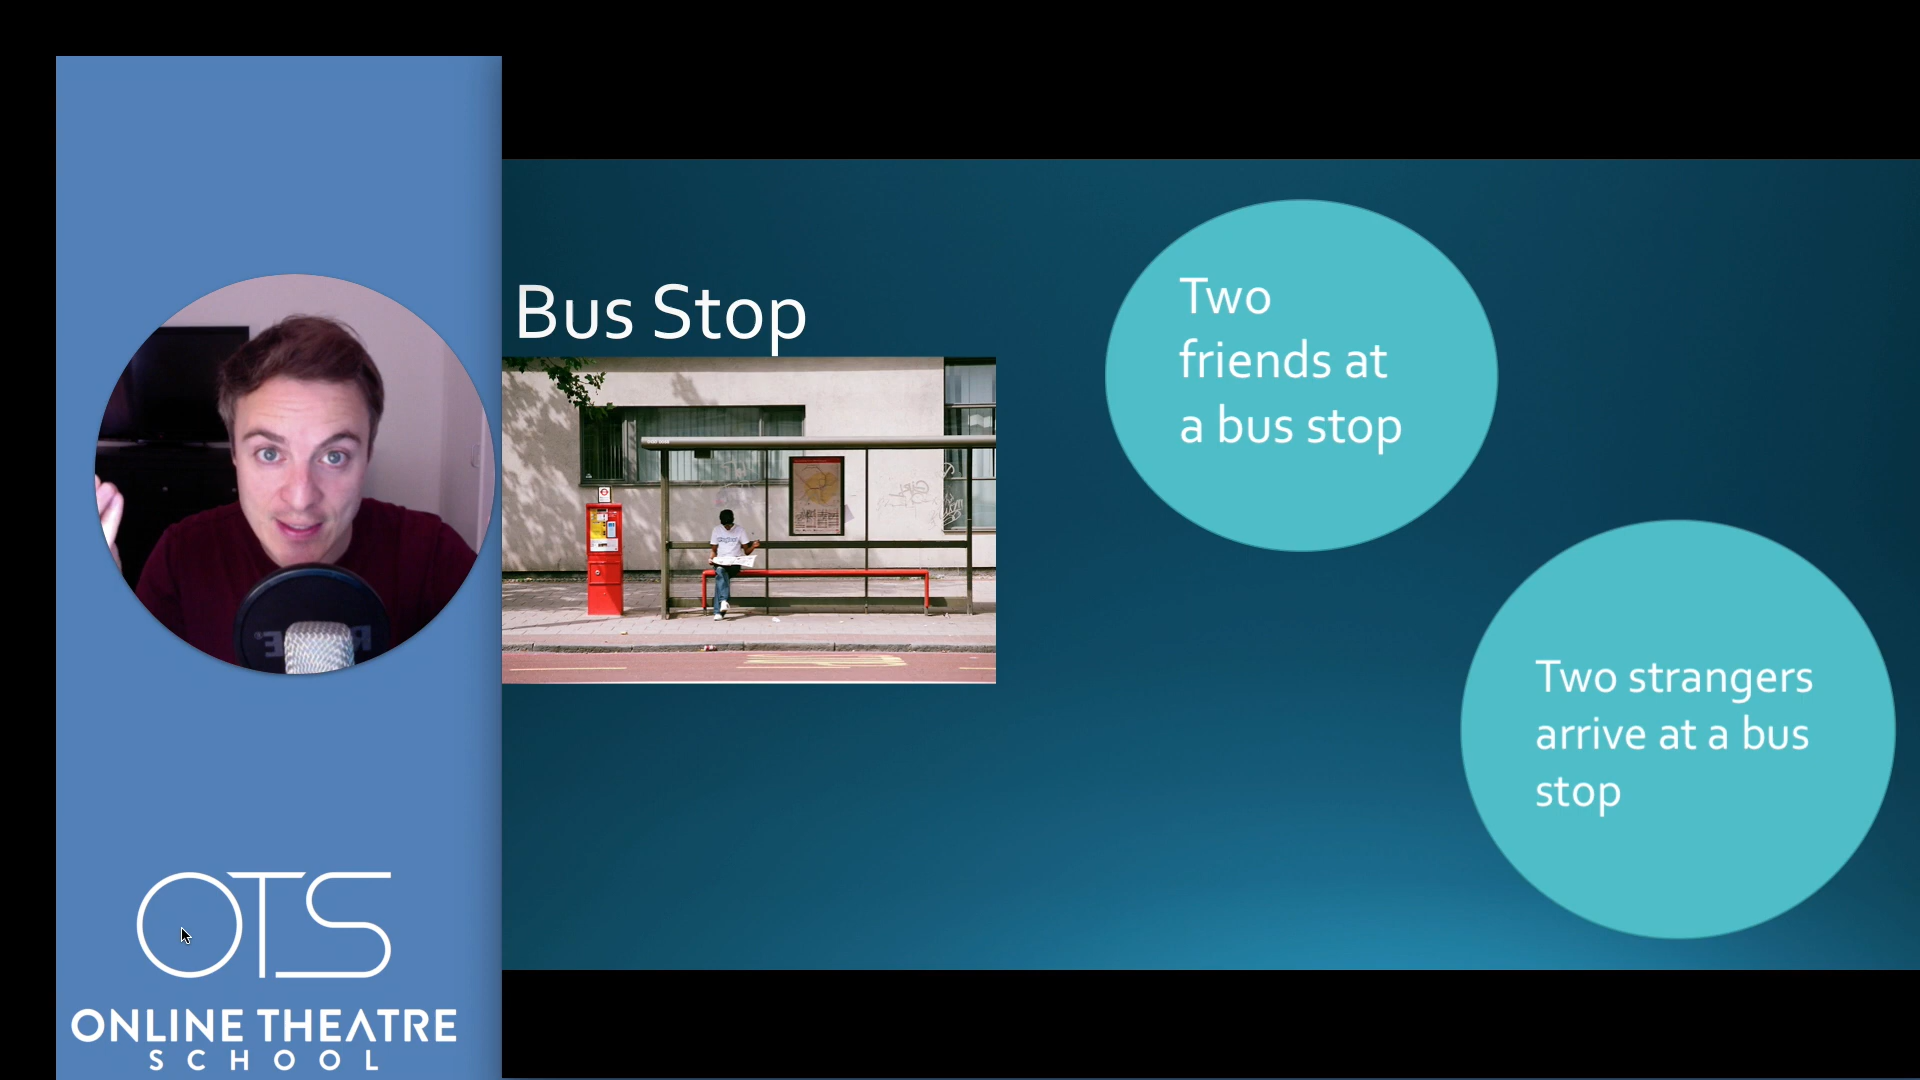 Bus Stop
Two
friends at
a bus stop
Two strangers
arrive at a bus
stop
OTS
ONLINE THEATRE
SCHOOL